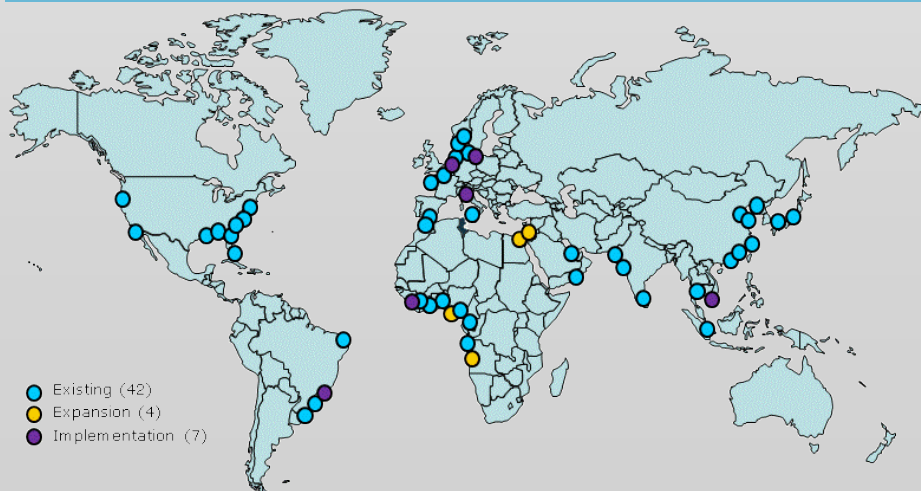 Existing (42)
Expansion (4)
Implementation (7)